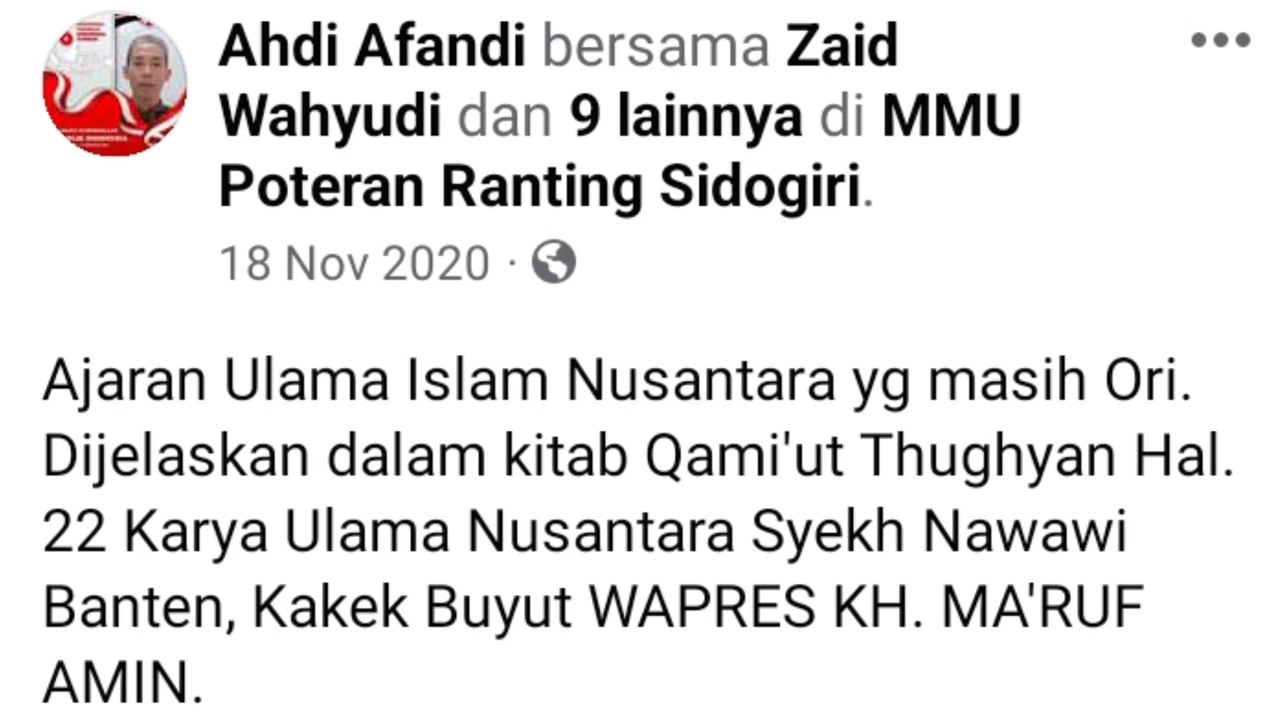 Ahdi Afandi bersama Zaid
Wahyudi dan 9 lainnya di MMU
Poteran Ranting Sidogiri.
18 Nov 2020 ·
Ajaran Ulama Islam Nusantara yg masih Ori.
Dijelaskan dalam kitab Qami'ut Thughyan Hal.
22 Karya Ulama Nusantara Syekh Nawawi
Banten, Kakek Buyut WAPRES KH. MA'RUF
AMIN.